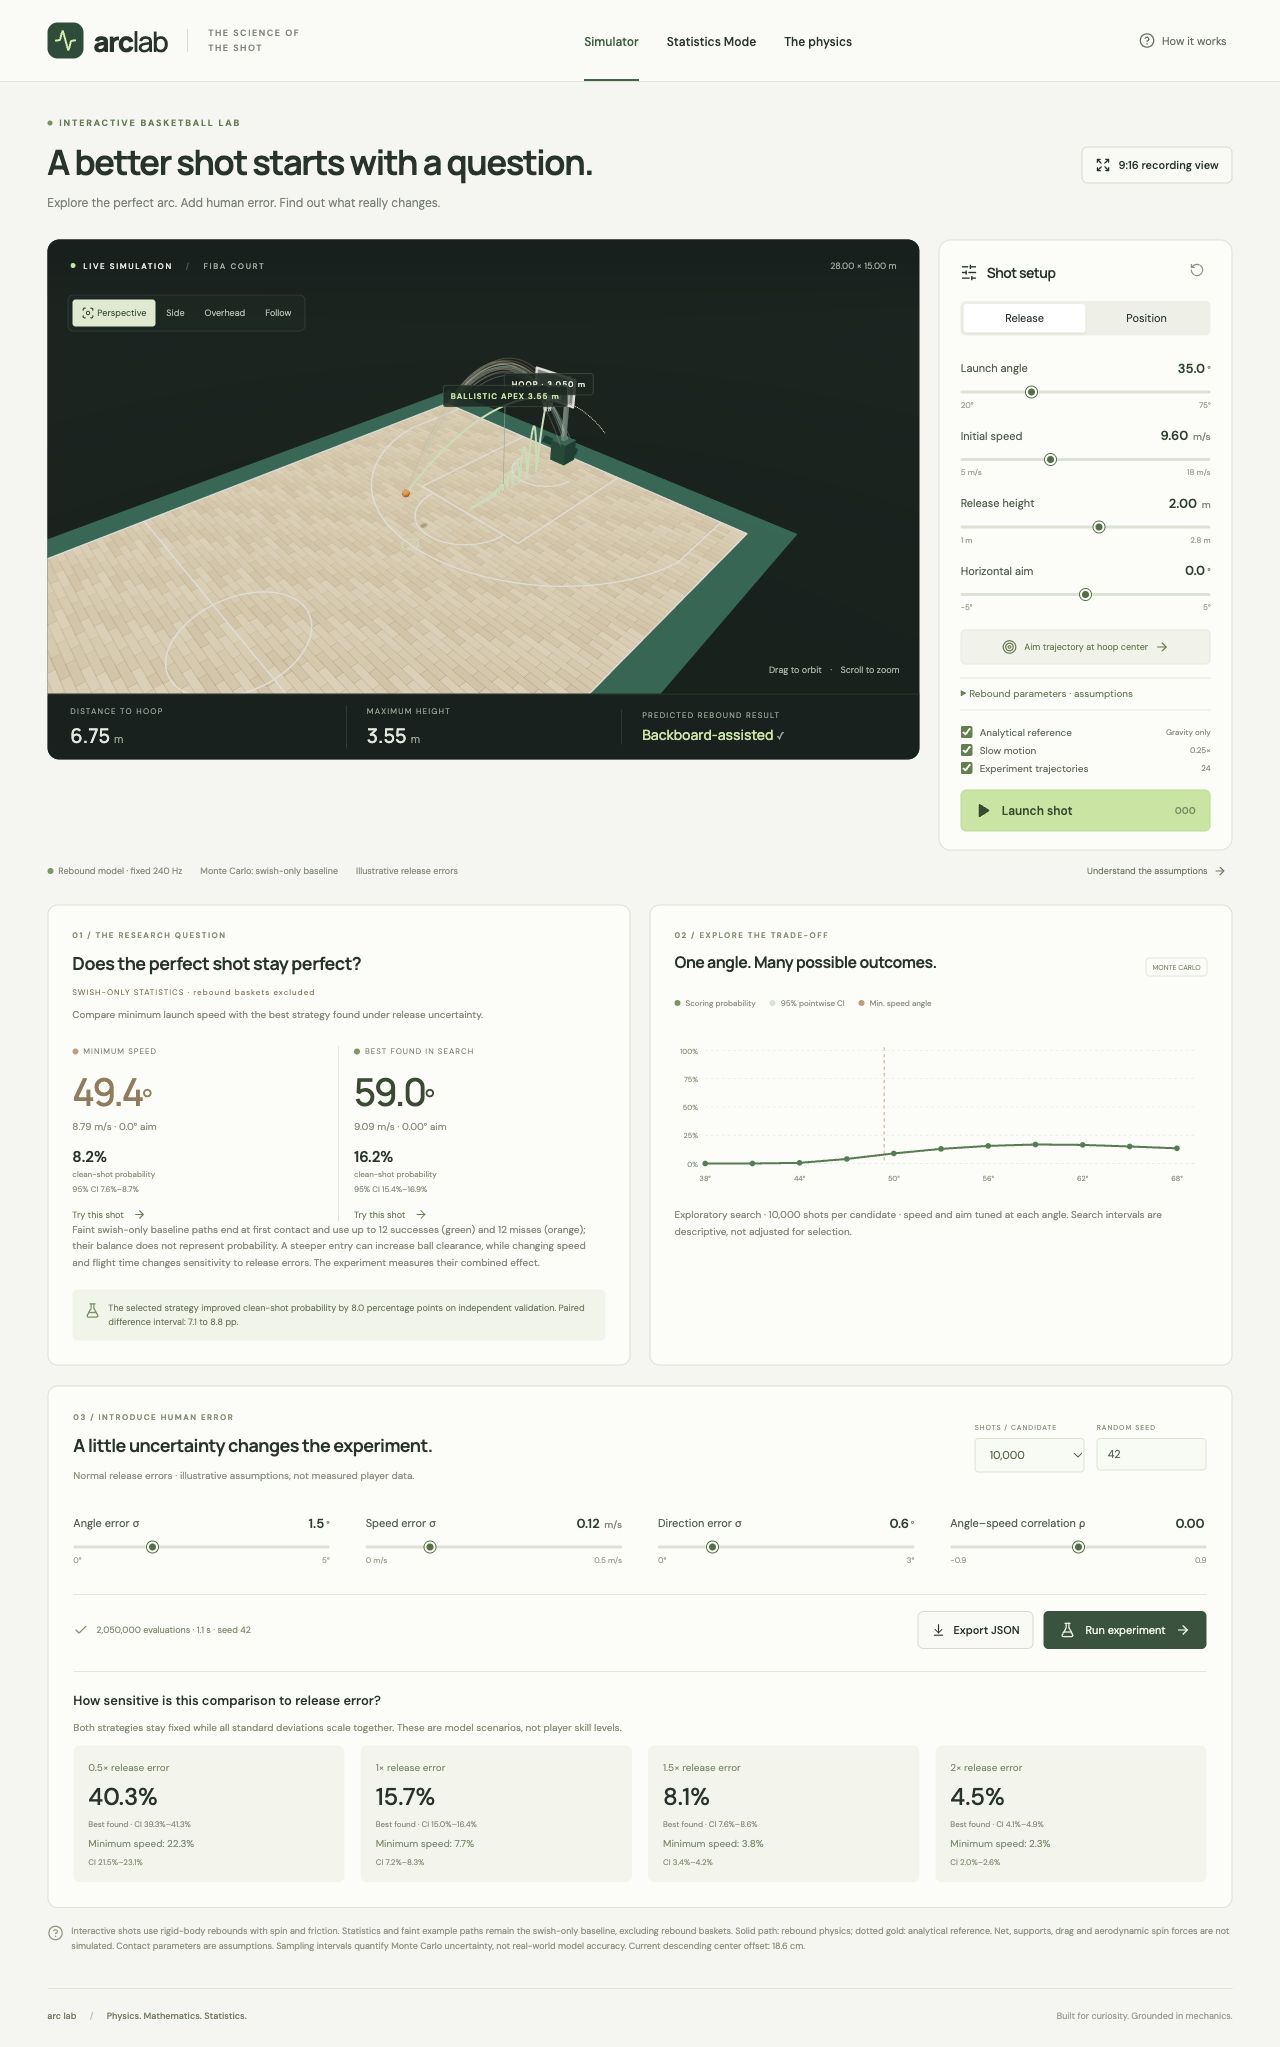 arclab
THE SCIENCE OF
THE SHOT
Simulator
Statistics Mode
The physics
How it works
INTERACTIVE BASKETBALL LAB
A better shot starts with a question.
9:16 recording view
Explore the perfect arc. Add human error. Find out what really changes.
LIVE SIMULATION / FIBA COURT
28.00 × 15.00 m
Perspective
Side
Overhead
Follow
HOOP · 3.050 m
BALLISTIC APEX 3.55 m
Drag to orbit · Scroll to zoom
DISTANCE TO HOOP
6.75 m
MAXIMUM HEIGHT
3.55 m
PREDICTED REBOUND RESULT
Backboard-assisted ✓
Shot setup
Release
Position
Launch angle
35.0 °
20°
75°
Initial speed
9.60 m/s
5 m/s
18 m/s
Release height
2.00 m
1 m
2.8 m
Horizontal aim
0.0 °
-5°
5°
Aim trajectory at hoop center
Rebound parameters · assumptions
Analytical reference
Gravity only
Slow motion
0.25×
Experiment trajectories
24
Launch shot
000
Rebound model · fixed 240 Hz
Monte Carlo: swish-only baseline
Illustrative release errors
Understand the assumptions
01 / THE RESEARCH QUESTION
Does the perfect shot stay perfect?
SWISH-ONLY STATISTICS · rebound baskets excluded
Compare minimum launch speed with the best strategy found under release uncertainty.
MINIMUM SPEED
49.4°
8.79 m/s · 0.0° aim
8.2%
clean-shot probability
95% CI 7.6%–8.7%
Try this shot
BEST FOUND IN SEARCH
59.0°
9.09 m/s · 0.00° aim
16.2%
clean-shot probability
95% CI 15.4%–16.9%
Try this shot
Faint swish-only baseline paths end at first contact and use up to 12 successes (green) and 12 misses (orange);
their balance does not represent probability. A steeper entry can increase ball clearance, while changing speed
and flight time changes sensitivity to release errors. The experiment measures their combined effect.
The selected strategy improved clean-shot probability by 8.0 percentage points on independent validation. Paired
difference interval: 7.1 to 8.8 pp.
02 / EXPLORE THE TRADE-OFF
One angle. Many possible outcomes.
MONTE CARLO
Scoring probability
95% pointwise CI
Min. speed angle
100%
75%
50%
25%
0%
38°
44°
50°
56°
62°
68°
Exploratory search · 10,000 shots per candidate · speed and aim tuned at each angle. Search intervals are
descriptive, not adjusted for selection.
03 / INTRODUCE HUMAN ERROR
A little uncertainty changes the experiment.
Normal release errors · illustrative assumptions, not measured player data.
SHOTS / CANDIDATE
10,000
RANDOM SEED
42
Angle error σ
1.5 °
0°
5°
Speed error σ
0.12 m/s
0 m/s
0.5 m/s
Direction error σ
0.6 °
0°
3°
Angle–speed correlation ρ
0.00
-0.9
0.9
2,050,000 evaluations · 1.1 s · seed 42
Export JSON
Run experiment
How sensitive is this comparison to release error?
Both strategies stay fixed while all standard deviations scale together. These are model scenarios, not player skill levels.
0.5× release error
40.3%
Best found · CI 39.3%–41.3%
Minimum speed: 22.3%
CI 21.5%–23.1%
1× release error
15.7%
Best found · CI 15.0%–16.4%
Minimum speed: 7.7%
CI 7.2%–8.3%
1.5× release error
8.1%
Best found · CI 7.6%–8.6%
Minimum speed: 3.8%
CI 3.4%–4.2%
2× release error
4.5%
Best found · CI 4.1%–4.9%
Minimum speed: 2.3%
CI 2.0%–2.6%
Interactive shots use rigid-body rebounds with spin and friction. Statistics and faint example paths remain the swish-only baseline, excluding rebound baskets. Solid path: rebound physics; dotted gold: analytical reference. Net, supports, drag and aerodynamic spin forces are not
simulated. Contact parameters are assumptions. Sampling intervals quantify Monte Carlo uncertainty, not real-world model accuracy. Current descending center offset: 18.6 cm.
arc lab / Physics. Mathematics. Statistics.
Built for curiosity. Grounded in mechanics.